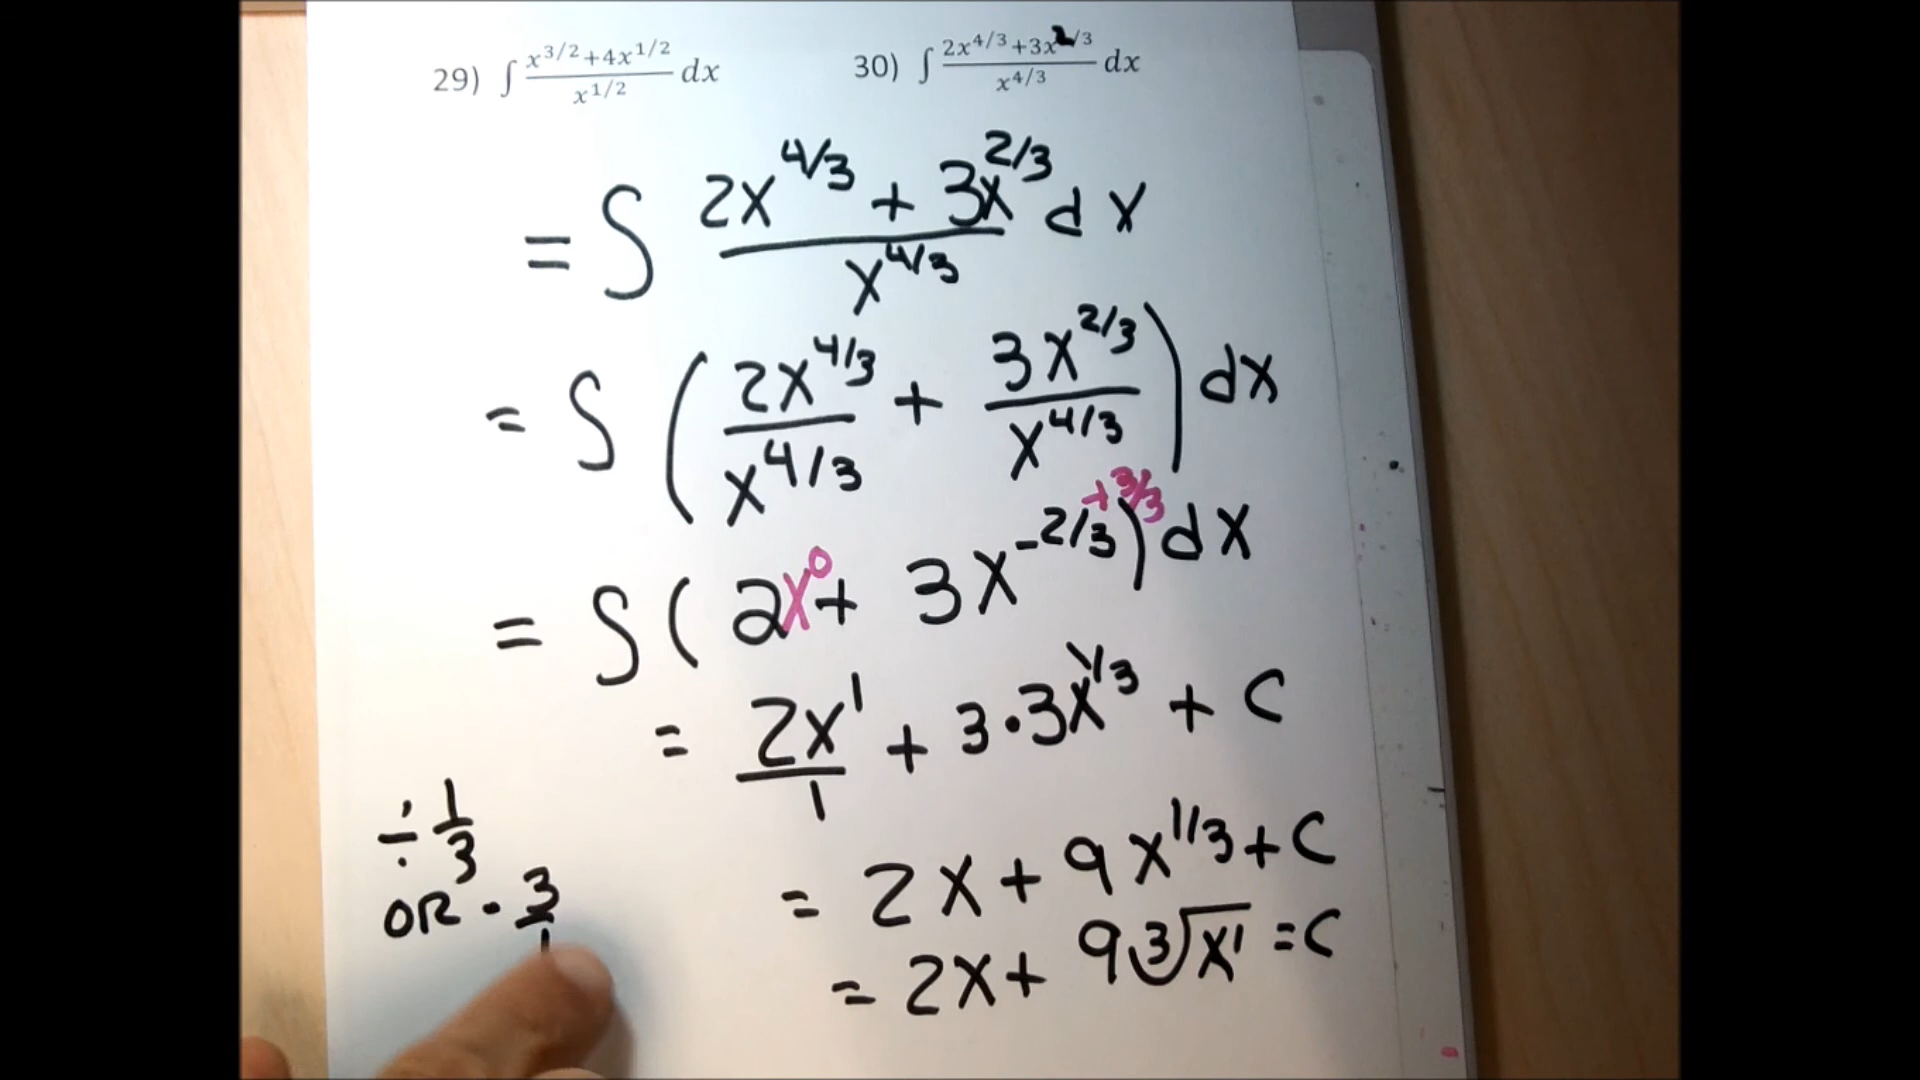 29) ∫ (x^{3/2}+4x^{1/2})/(x^{1/2}) dx 30) ∫ (2x^{4/3}+3x^{2/3})/(x^{4/3}) dx
= ∫ (2x^{4/3} + 3x^{2/3})/(x^{4/3}) dx
= ∫ ( 2x^{4/3}/x^{4/3} + 3x^{2/3}/x^{4/3} ) dx
= ∫ ( 2x^0 + 3x^{-2/3 + 3/3} ) dx
= 2x^1/1 + 3·3x^{1/3} + C
÷ 1/3
OR · 3/1
= 2x + 9x^{1/3} + C
= 2x + 9 ∛(x^1) = C